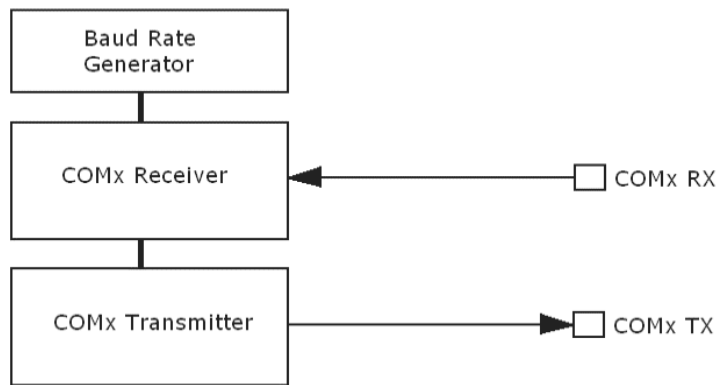 Baud Rate
Generator
COMx Receiver
COMx RX
COMx Transmitter
COMx TX